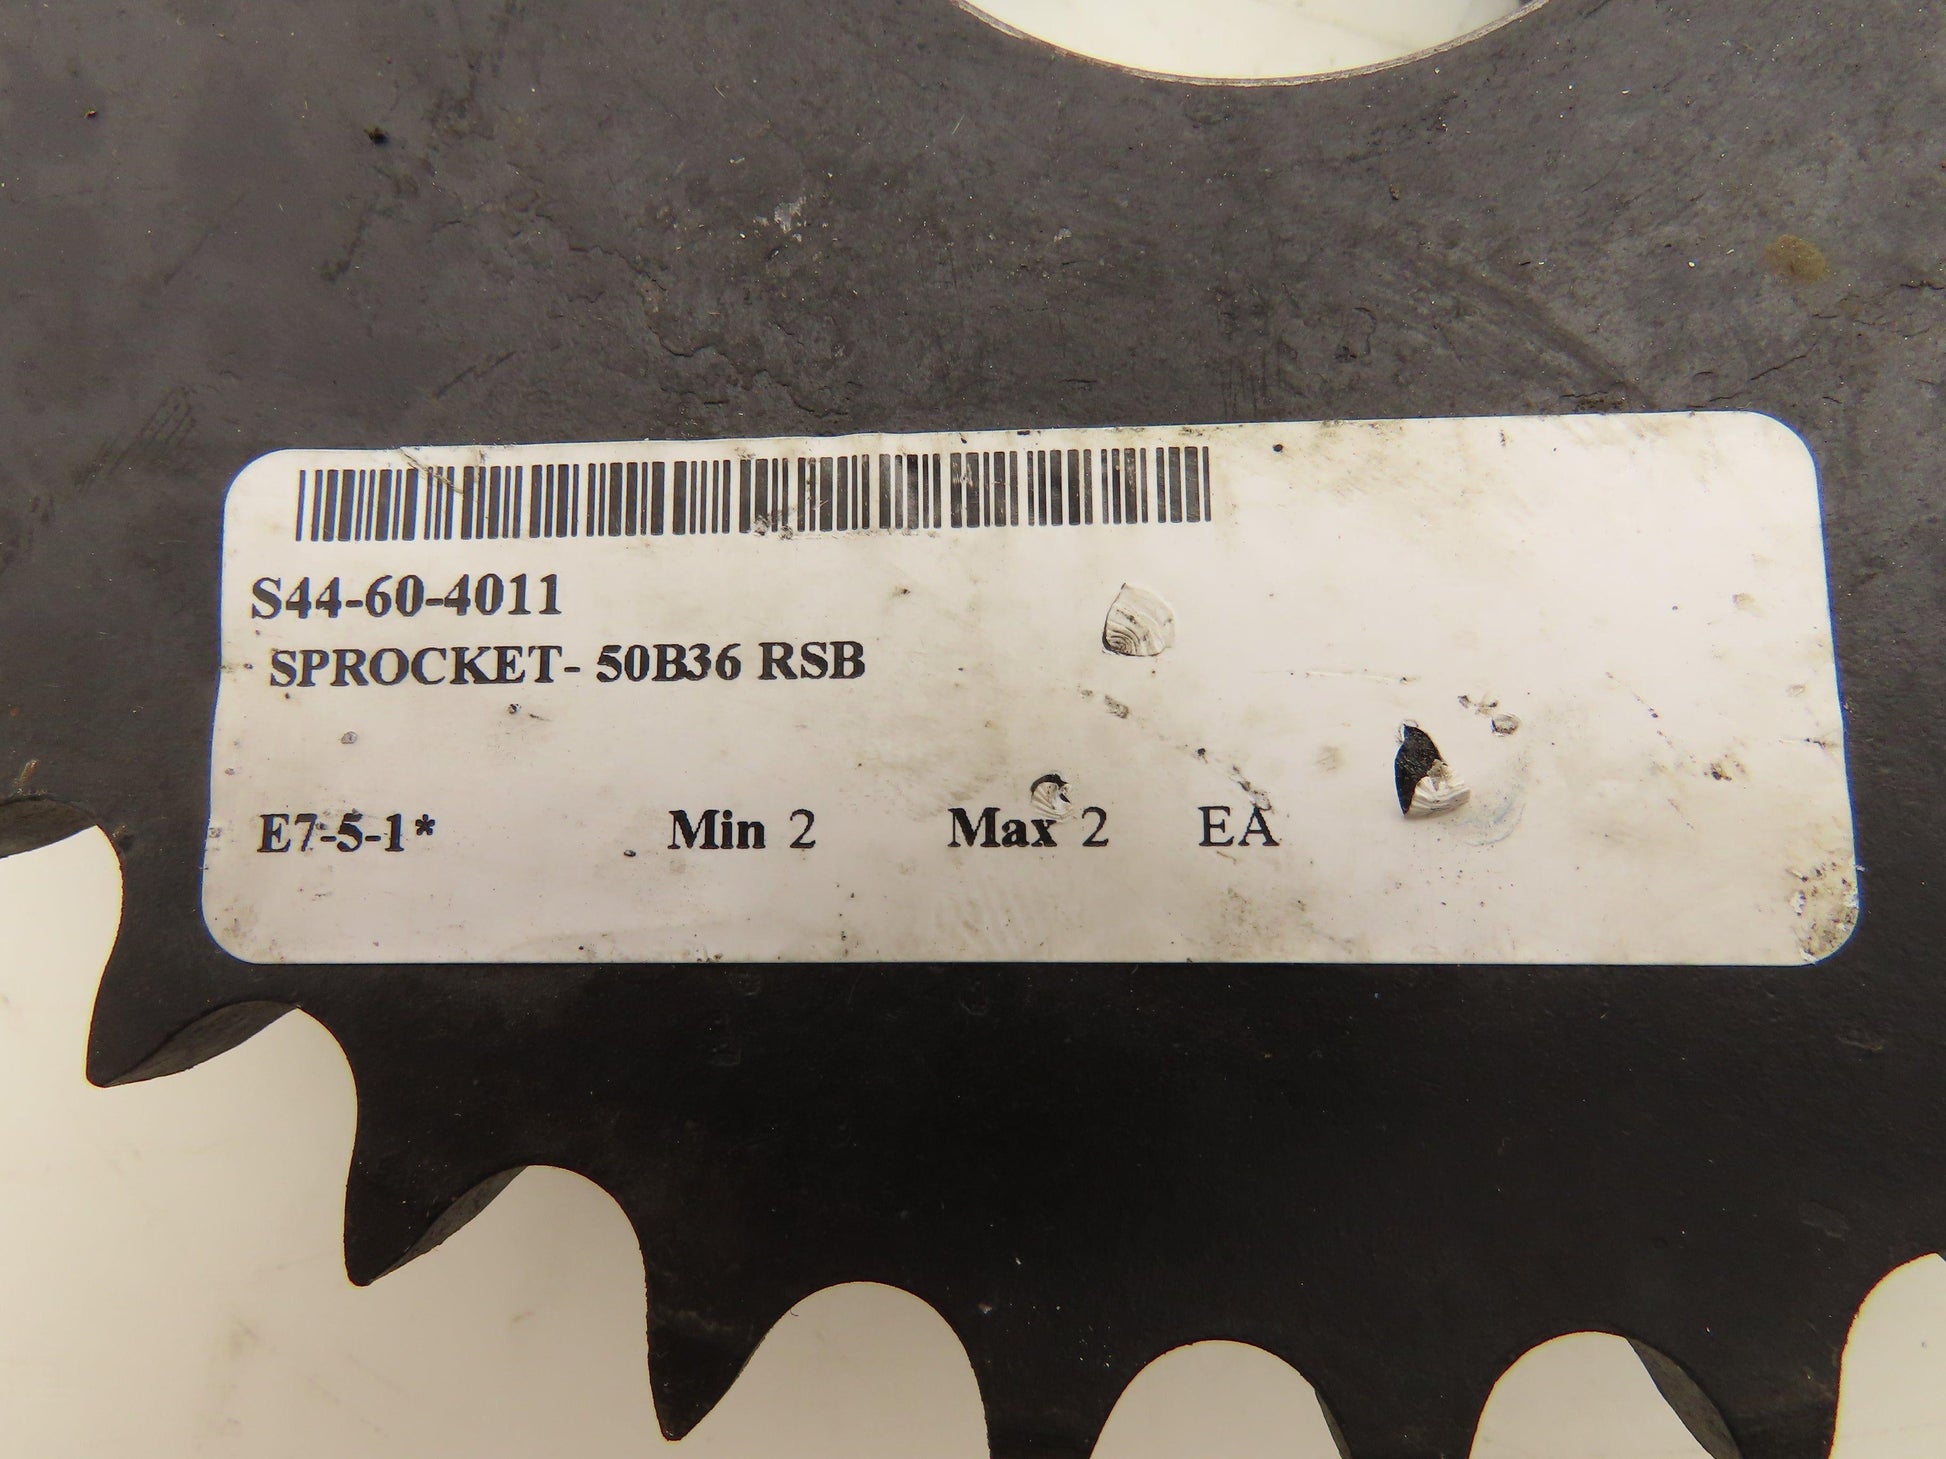 S44-60-4011
SPROCKET- 50B36 RSB
E7-5-1* Min 2 Max 2 EA